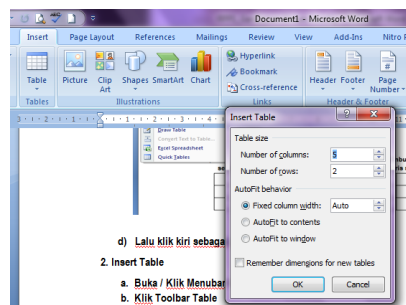 Document1 - Microsoft Word
Insert Page Layout References Mailings Review View Add-Ins Nitro
Table Picture Clip Art Shapes SmartArt Chart
Hyperlink
Bookmark
Cross-reference
Header Footer Page Number
Tables Illustrations Links Header & Footer
Draw Table
Convert Text to Table...
Excel Spreadsheet
Quick Tables
Insert Table
Table size
Number of columns: 5
Number of rows: 2
AutoFit behavior
Fixed column width: Auto
AutoFit to contents
AutoFit to window
Remember dimensions for new tables
OK Cancel
d) Lalu klik kiri sebaga
2. Insert Table
a. Buka / Klik Menubar
b. Klik Toolbar Table